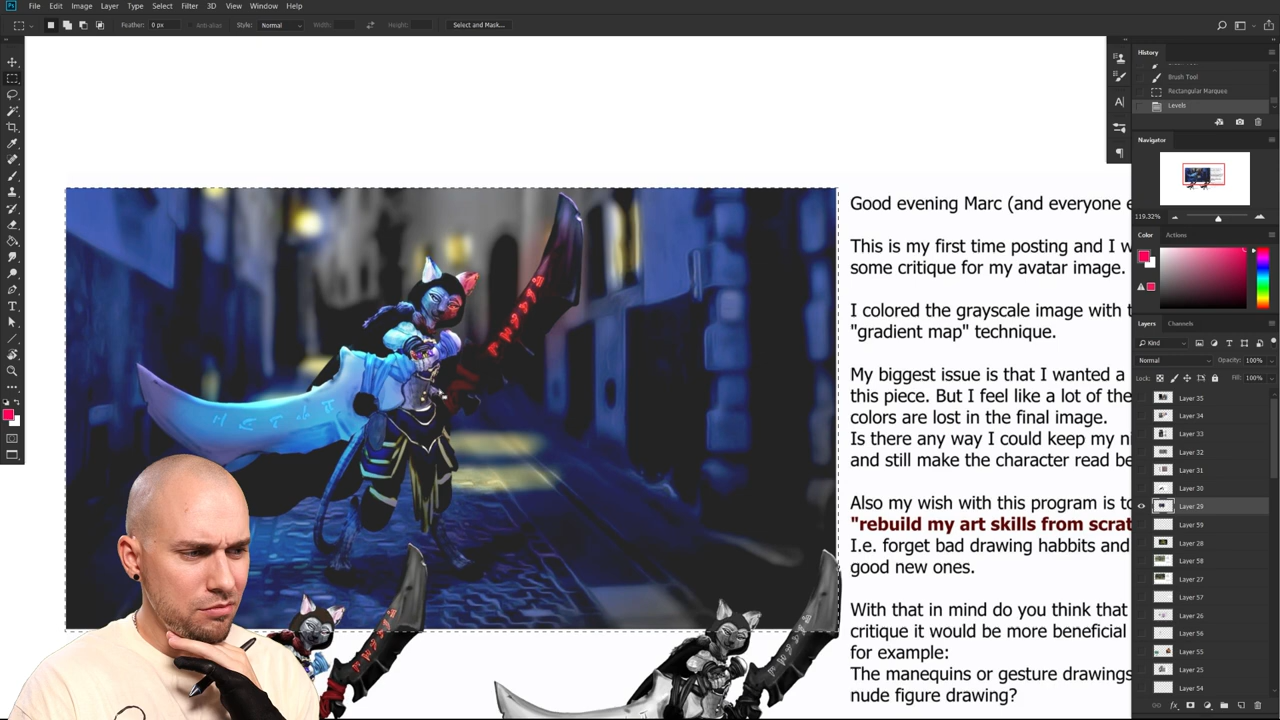 Ps File Edit Image Layer Type Select Filter 3D View Window Help
Feather: 0 px Anti-alias Style: Normal Width: Height: Select and Mask...
History
Brush Tool
Rectangular Marquee
Levels
Navigator
119.32%
Color Actions
Layers Channels
Kind
Normal Opacity: 100%
Lock: Fill: 100%
Layer 35
Layer 34
Layer 33
Layer 32
Layer 31
Layer 30
Layer 29
Layer 59
Layer 28
Layer 58
Layer 27
Layer 57
Layer 26
Layer 56
Layer 55
Layer 25
Layer 54
Good evening Marc (and everyone e
This is my first time posting and I w
some critique for my avatar image.
I colored the grayscale image with t
"gradient map" technique.
My biggest issue is that I wanted a
this piece. But I feel like a lot of the
colors are lost in the final image.
Is there any way I could keep my ni
and still make the character read be
Also my wish with this program is to
"rebuild my art skills from scrat
I.e. forget bad drawing habbits and
good new ones.
With that in mind do you think that
critique it would be more beneficial
for example:
The manequins or gesture drawings
nude figure drawing?